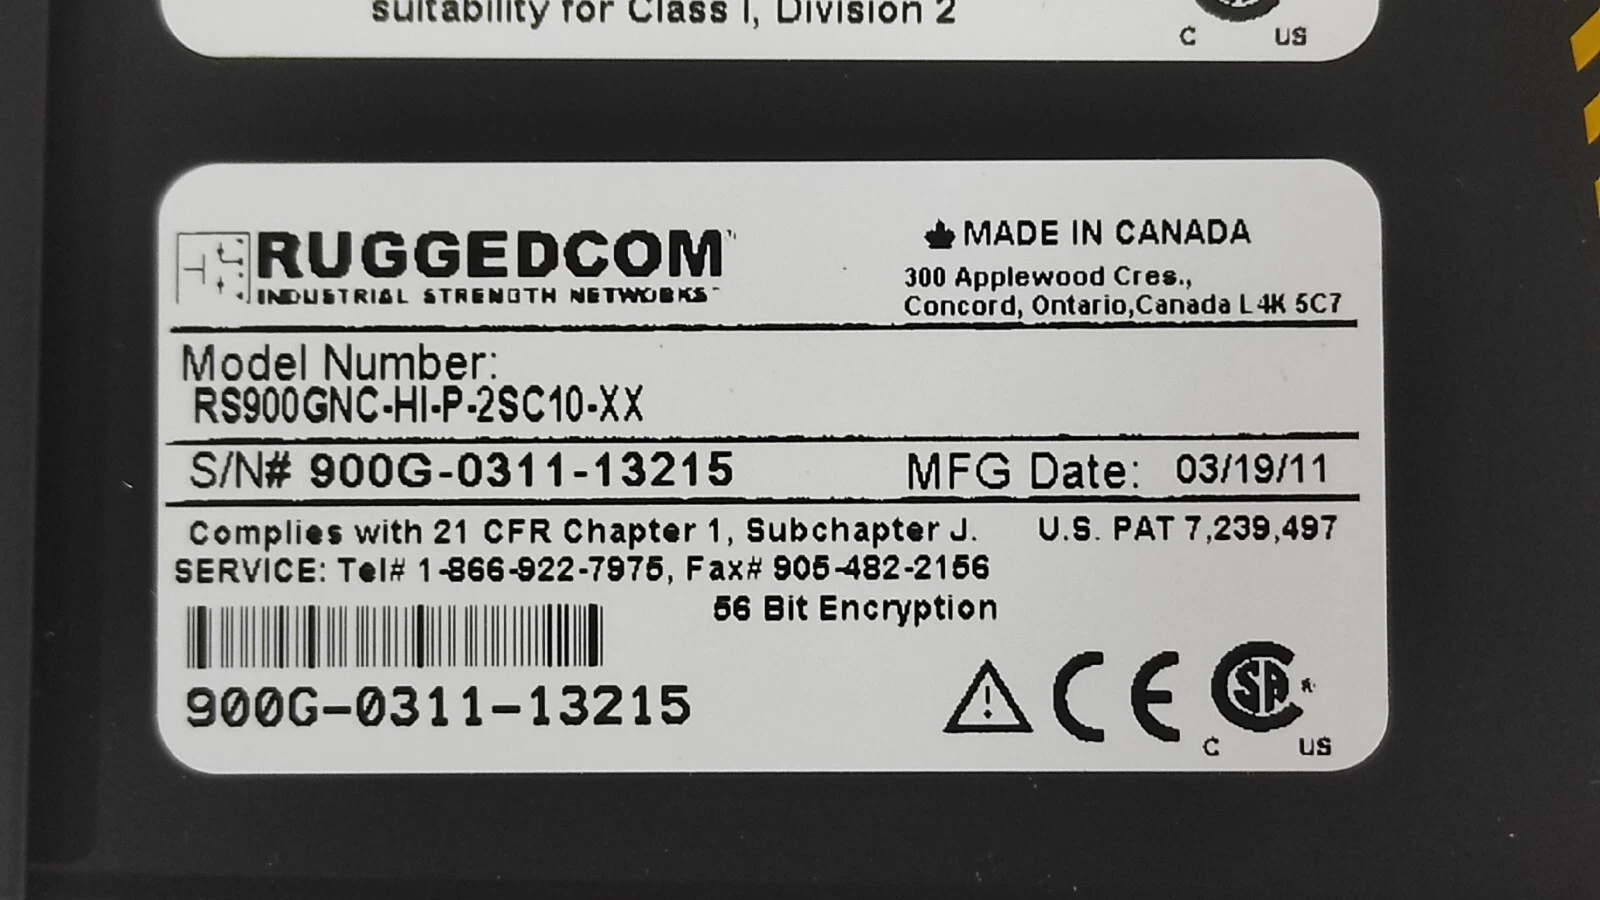 suitability for Class I, Division 2
C US
RUGGEDCOM™
INDUSTRIAL STRENGTH NETWORKS™
MADE IN CANADA
300 Applewood Cres.,
Concord, Ontario,Canada L4K 5C7
Model Number:
RS900GNC-HI-P-2SC10-XX
S/N# 900G-0311-13215 MFG Date: 03/19/11
Complies with 21 CFR Chapter 1, Subchapter J. U.S. PAT 7,239,497
SERVICE: Tel# 1-866-922-7975, Fax# 905-482-2156
56 Bit Encryption
900G-0311-13215
CE SA®
C US